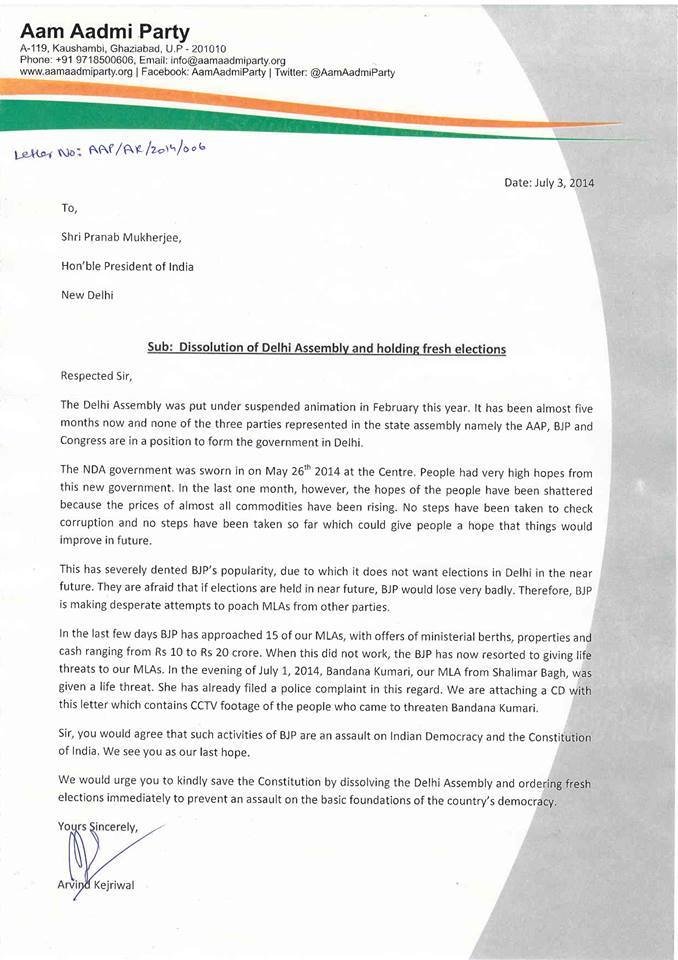 Aam Aadmi Party
A-119, Kaushambi, Ghaziabad, U.P - 201010
Phone: +91 9718500606, Email: info@aamaadmiparty.org
www.aamaadmiparty.org | Facebook: AamAadmiParty | Twitter: @AamAadmiParty
Letter No: AAP/AK/2014/006
Date: July 3, 2014
To,
Shri Pranab Mukherjee,
Hon'ble President of India
New Delhi
Sub: Dissolution of Delhi Assembly and holding fresh elections
Respected Sir,
The Delhi Assembly was put under suspended animation in February this year. It has been almost five
months now and none of the three parties represented in the state assembly namely the AAP, BJP and
Congress are in a position to form the government in Delhi.
The NDA government was sworn in on May 26th 2014 at the Centre. People had very high hopes from
this new government. In the last one month, however, the hopes of the people have been shattered
because the prices of almost all commodities have been rising. No steps have been taken to check
corruption and no steps have been taken so far which could give people a hope that things would
improve in future.
This has severely dented BJP's popularity, due to which it does not want elections in Delhi in the near
future. They are afraid that if elections are held in near future, BJP would lose very badly. Therefore, BJP
is making desperate attempts to poach MLAs from other parties.
In the last few days BJP has approached 15 of our MLAs, with offers of ministerial berths, properties and
cash ranging from Rs 10 to Rs 20 crore. When this did not work, the BJP has now resorted to giving life
threats to our MLAs. In the evening of July 1, 2014, Bandana Kumari, our MLA from Shalimar Bagh, was
given a life threat. She has already filed a police complaint in this regard. We are attaching a CD with
this letter which contains CCTV footage of the people who came to threaten Bandana Kumari.
Sir, you would agree that such activities of BJP are an assault on Indian Democracy and the Constitution
of India. We see you as our last hope.
We would urge you to kindly save the Constitution by dissolving the Delhi Assembly and ordering fresh
elections immediately to prevent an assault on the basic foundations of the country's democracy.
Yours Sincerely,
Arvind Kejriwal